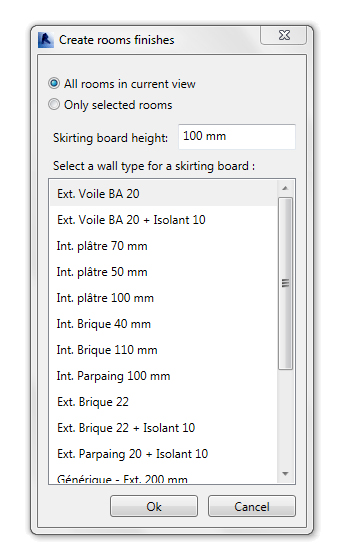 Create rooms finishes
All rooms in current view
Only selected rooms
Skirting board height: 100 mm
Select a wall type for a skirting board :
Ext. Voile BA 20
Ext. Voile BA 20 + Isolant 10
Int. plâtre 70 mm
Int. plâtre 50 mm
Int. plâtre 100 mm
Int. Brique 40 mm
Int. Brique 110 mm
Int. Parpaing 100 mm
Ext. Brique 22
Ext. Brique 22 + Isolant 10
Ext. Parpaing 20 + Isolant 10
Générique - Ext. 200 mm
Ok Cancel